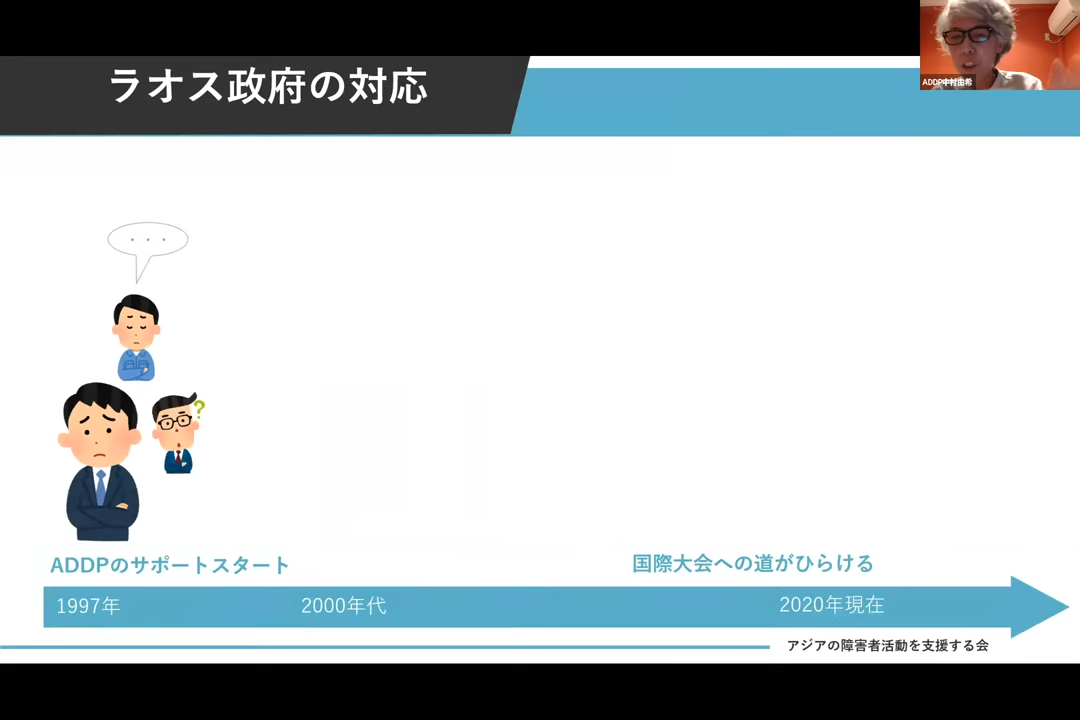 ラオス政府の対応
ADDP中村由希
・・・
?
ADDPのサポートスタート
国際大会への道がひらける
1997年
2000年代
2020年現在
アジアの障害者活動を支援する会